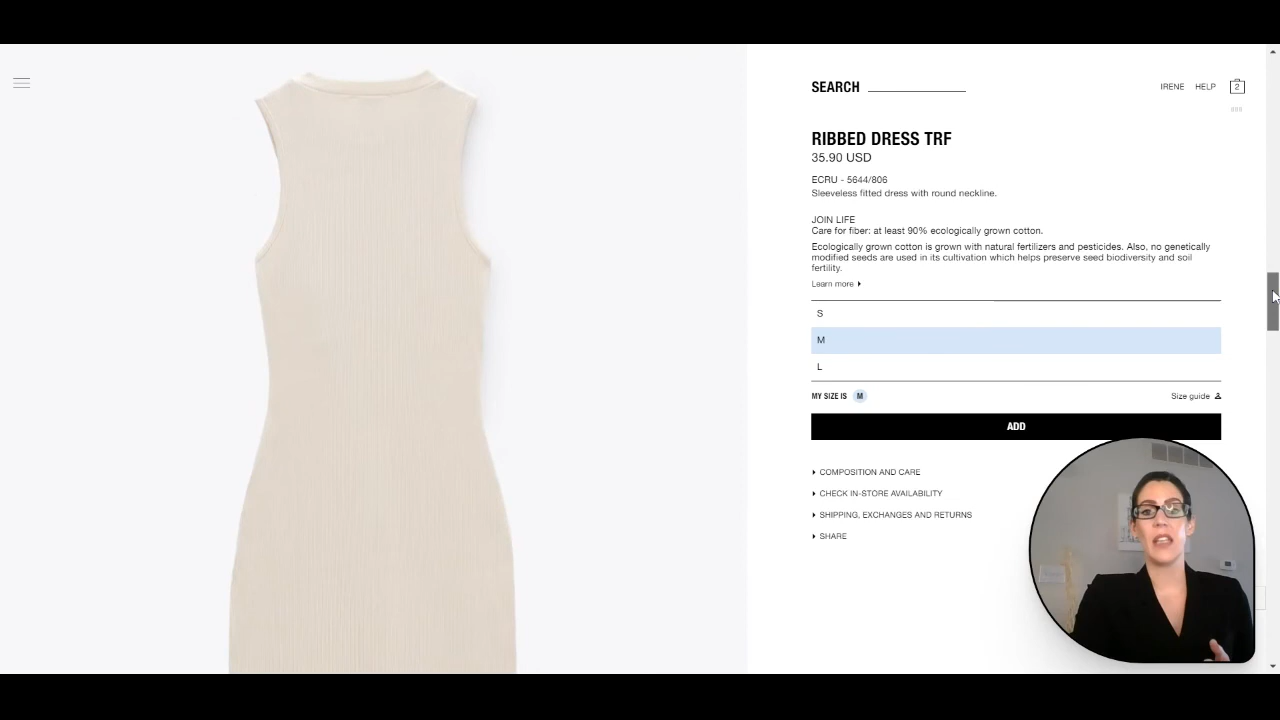 SEARCH
IRENE HELP 2
RIBBED DRESS TRF
35.90 USD
ECRU - 5644/806
Sleeveless fitted dress with round neckline.
JOIN LIFE
Care for fiber: at least 90% ecologically grown cotton.
Ecologically grown cotton is grown with natural fertilizers and pesticides. Also, no genetically
modified seeds are used in its cultivation which helps preserve seed biodiversity and soil
fertility.
Learn more
S
M
L
MY SIZE IS M Size guide
ADD
COMPOSITION AND CARE
CHECK IN-STORE AVAILABILITY
SHIPPING, EXCHANGES AND RETURNS
SHARE